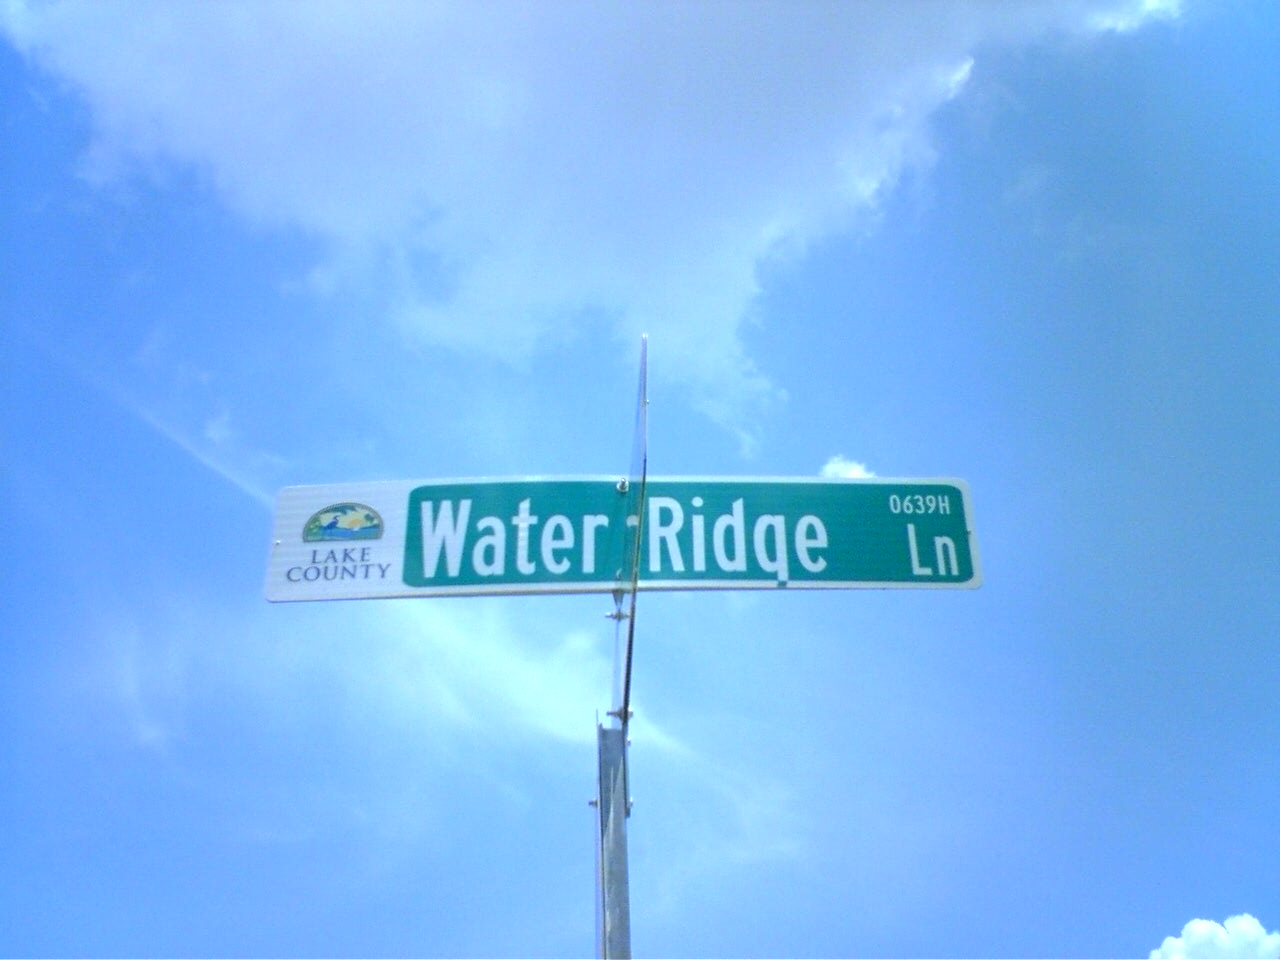 LAKE
COUNTY
Water Ridge
0639H
Ln